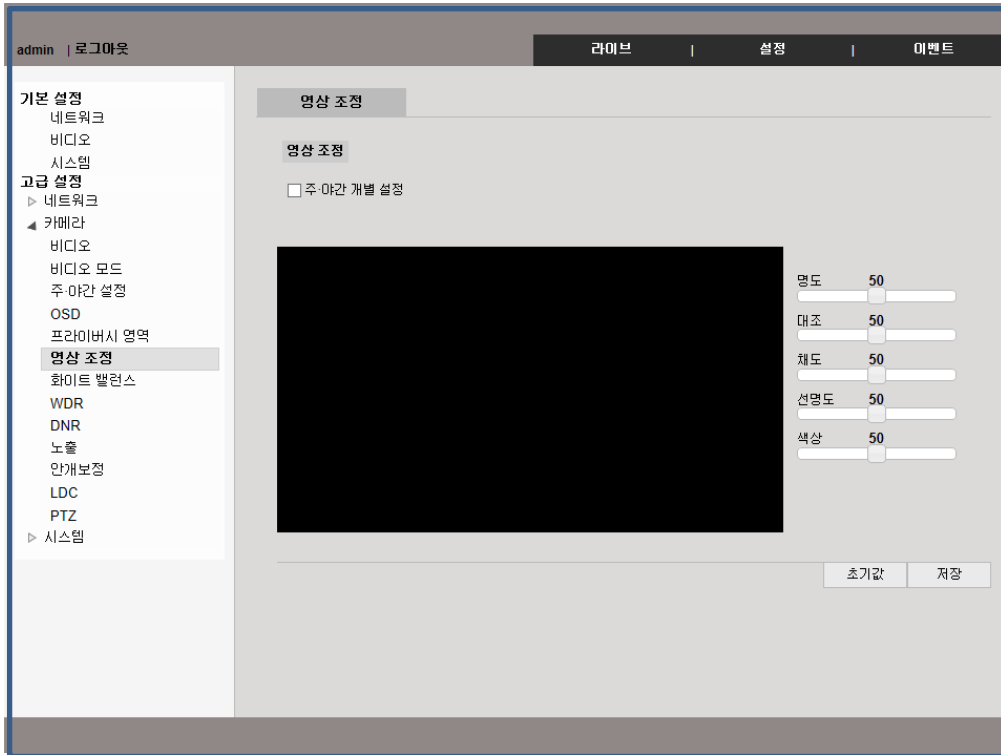 admin | 로그아웃
라이브 | 설정 | 이벤트
기본 설정
네트워크
비디오
시스템
고급 설정
네트워크
카메라
비디오
비디오 모드
주·야간 설정
OSD
프라이버시 영역
영상 조정
화이트 밸런스
WDR
DNR
노출
안개보정
LDC
PTZ
시스템
영상 조정
영상 조정
주·야간 개별 설정
명도 50
대조 50
채도 50
선명도 50
색상 50
초기값 저장